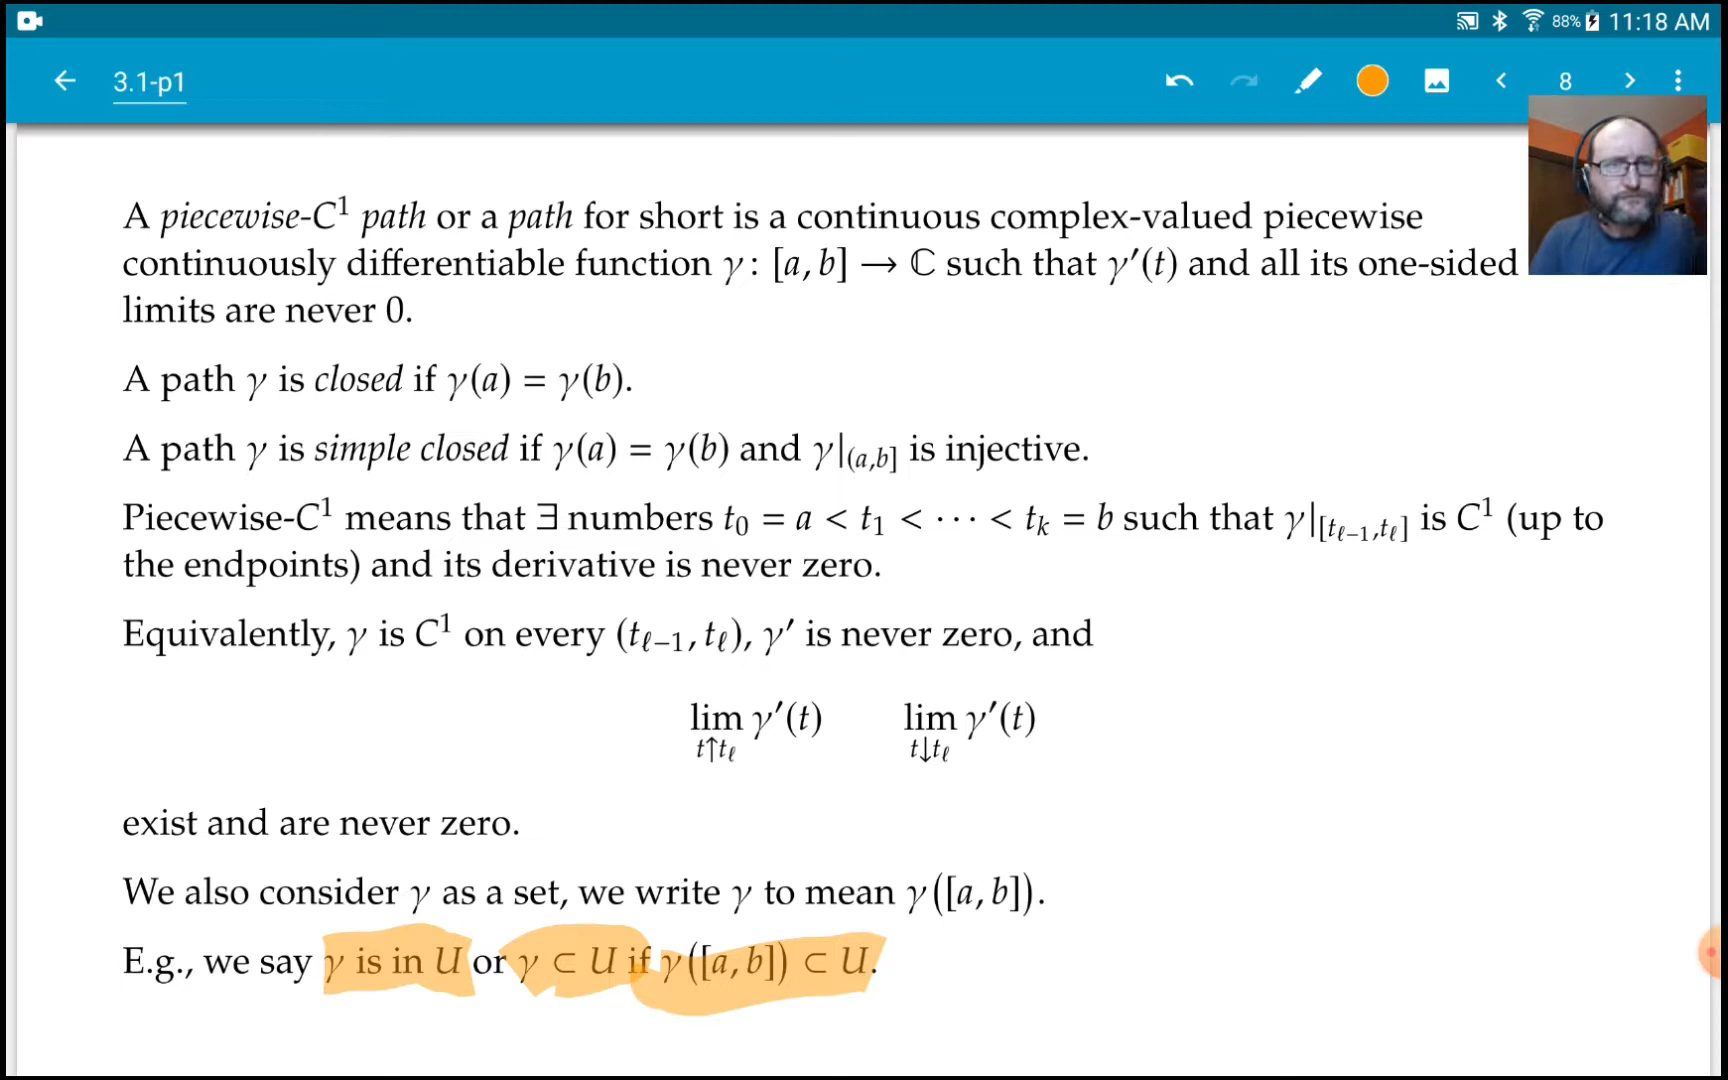 88% 11:18 AM
3.1-p1 8
A piecewise-C¹ path or a path for short is a continuous complex-valued piecewise
continuously differentiable function γ: [a, b] → ℂ such that γ′(t) and all its one-sided
limits are never 0.
A path γ is closed if γ(a) = γ(b).
A path γ is simple closed if γ(a) = γ(b) and γ|₍a,b] is injective.
Piecewise-C¹ means that ∃ numbers t₀ = a < t₁ < ⋯ < tₖ = b such that γ|[tℓ−1,tℓ] is C¹ (up to
the endpoints) and its derivative is never zero.
Equivalently, γ is C¹ on every (tℓ−1, tℓ), γ′ is never zero, and
lim γ′(t) lim γ′(t)
t↑tℓ t↓tℓ
exist and are never zero.
We also consider γ as a set, we write γ to mean γ([a, b]).
E.g., we say γ is in U or γ ⊂ U if γ([a, b]) ⊂ U.